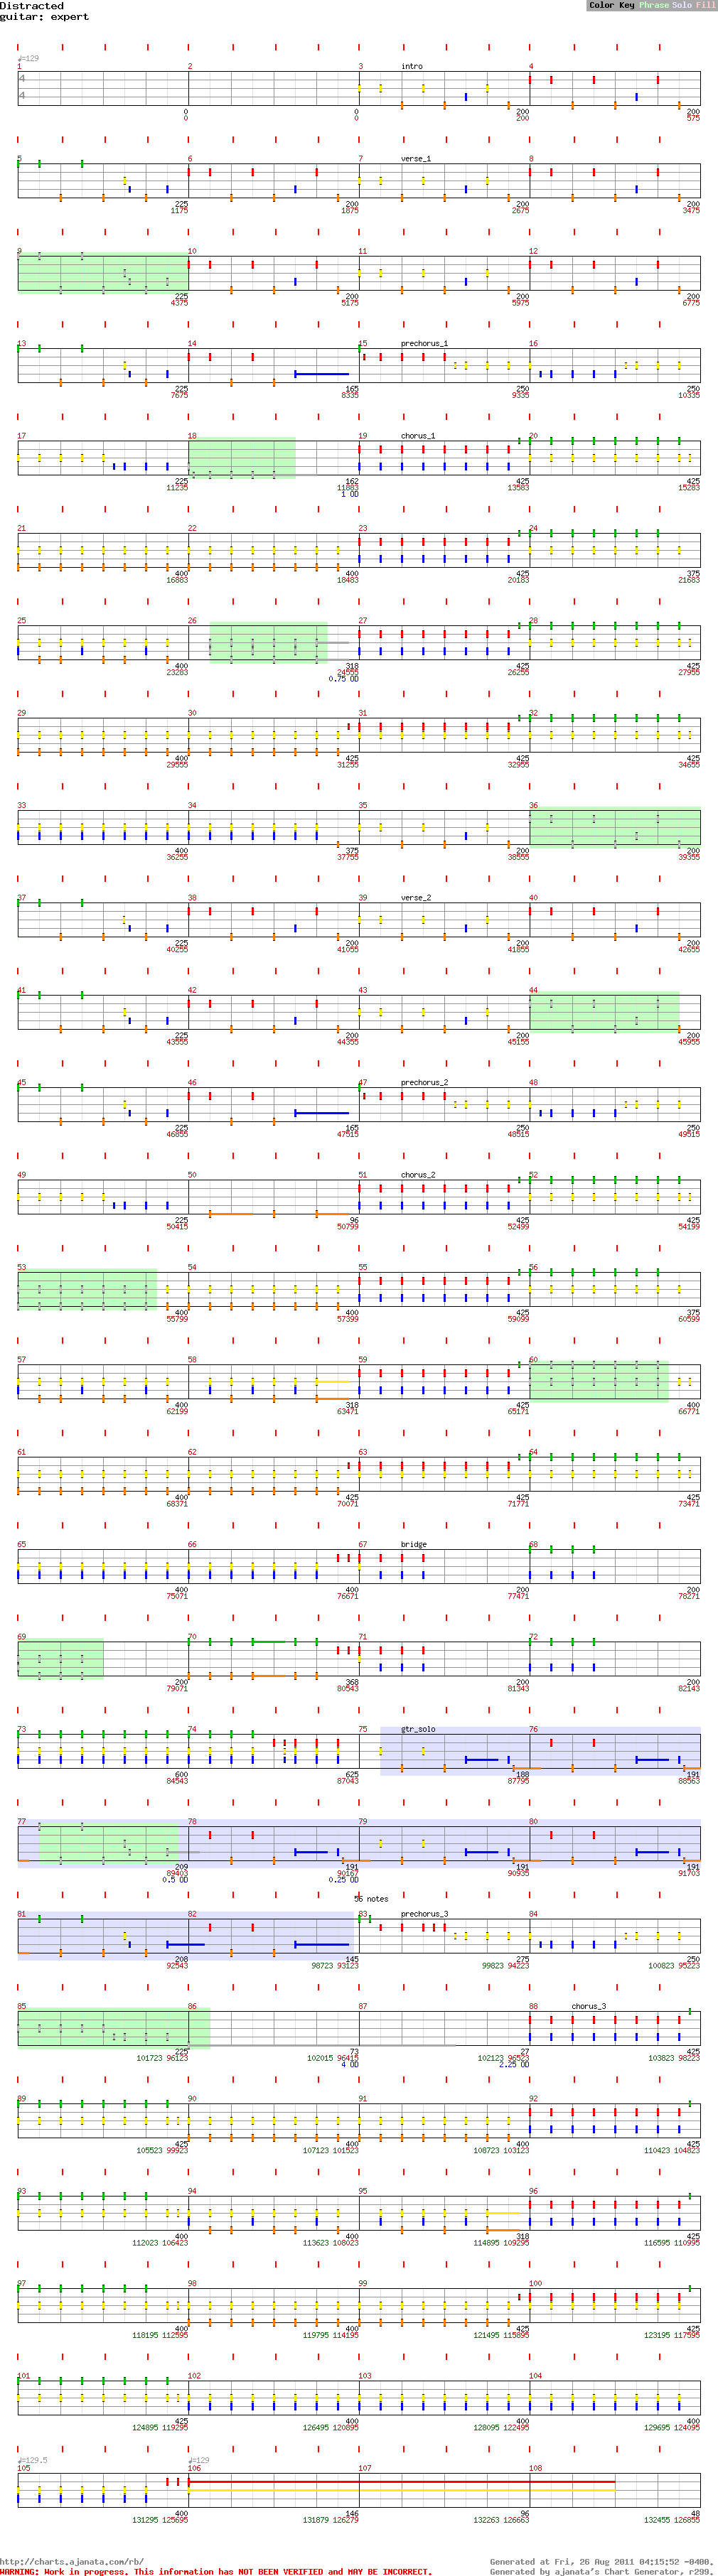 Distracted
Color Key Phrase Solo Fill
guitar: expert
♩=129
1 2 3 intro 4
4
4
0 0 200 200
0 200 575
5 6 7 verse_1 8
225 200 200 200
1175 1875 2675 3475
9 10 11 12
225 200 200 200
4375 5175 5975 6775
13 14 15 prechorus_1 16
225 165 250 250
7675 8335 9335 10335
17 18 19 chorus_1 20
225 162 425 425
11235 11883 13583 15283
1 OD
21 22 23 24
400 400 425 375
16883 18483 20183 21683
25 26 27 28
400 318 425 425
23283 24555 26255 27955
0.75 OD
29 30 31 32
400 425 425 425
29555 31255 32955 34655
33 34 35 36
400 375 200 200
36255 37755 38555 39355
37 38 39 verse_2 40
225 200 200 200
40255 41055 41855 42655
41 42 43 44
225 200 200 200
43555 44355 45155 45955
45 46 47 prechorus_2 48
225 165 250 250
46855 47515 48515 49515
49 50 51 chorus_2 52
225 96 425 425
50415 50799 52499 54199
53 54 55 56
400 400 425 375
55799 57399 59099 60599
57 58 59 60
400 318 425 400
62199 63471 65171 66771
61 62 63 64
400 425 425 425
68371 70071 71771 73471
65 66 67 bridge 68
400 400 200 200
75071 76671 77471 78271
69 70 71 72
200 368 200 200
79071 80543 81343 82143
73 74 75 gtr_solo 76
600 625 188 191
84543 87043 87795 88563
77 78 79 80
209 191 191 191
89403 90167 90935 91703
0.5 OD 0.25 OD
56 notes
81 82 83 prechorus_3 84
208 145 275 250
92543 98723 93123 99823 94223 100823 95223
85 86 87 88 chorus_3
225 73 27 425
101723 96123 102015 96415 102123 96523 103823 98223
4 OD 2.25 OD
89 90 91 92
425 400 400 425
105523 99923 107123 101523 108723 103123 110423 104823
93 94 95 96
400 400 318 425
112023 106423 113623 108023 114895 109295 116595 110995
97 98 99 100
400 400 425 425
118195 112595 119795 114195 121495 115895 123195 117595
101 102 103 104
425 400 400 400
124895 119295 126495 120895 128095 122495 129695 124095
♩=129.5 ♩=129
105 106 107 108
400 146 96 48
131295 125695 131879 126279 132263 126663 132455 126855
http://charts.ajanata.com/rb/
Generated at Fri, 26 Aug 2011 04:15:52 -0400.
WARNING: Work in progress. This information has NOT BEEN VERIFIED and MAY BE INCORRECT.
Generated by ajanata's Chart Generator, r299.